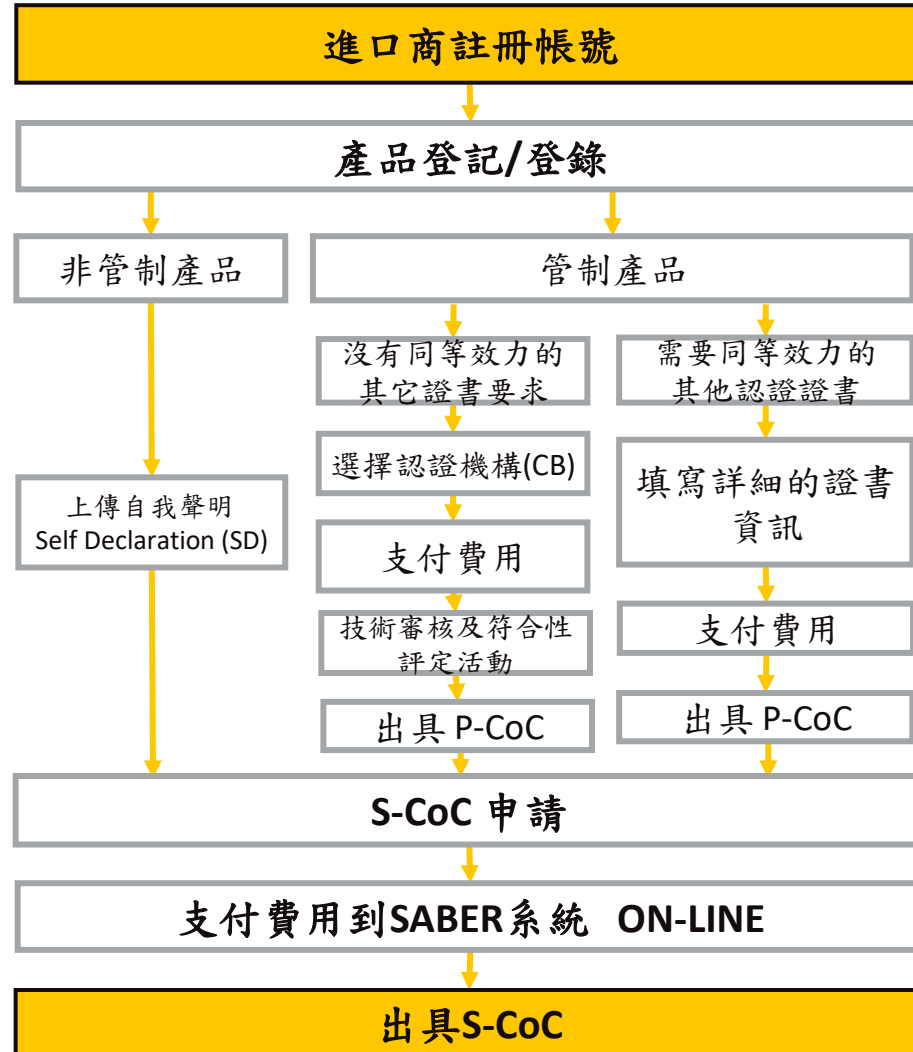 進口商註冊帳號
產品登記/登錄
非管制產品
管制產品
沒有同等效力的
其它證書要求
需要同等效力的
其他認證證書
選擇認證機構(CB)
填寫詳細的證書
資訊
上傳自我聲明
Self Declaration (SD)
支付費用
技術審核及符合性
評定活動
支付費用
出具 P-CoC
出具 P-CoC
S-CoC 申請
支付費用到SABER系統 ON-LINE
出具S-CoC